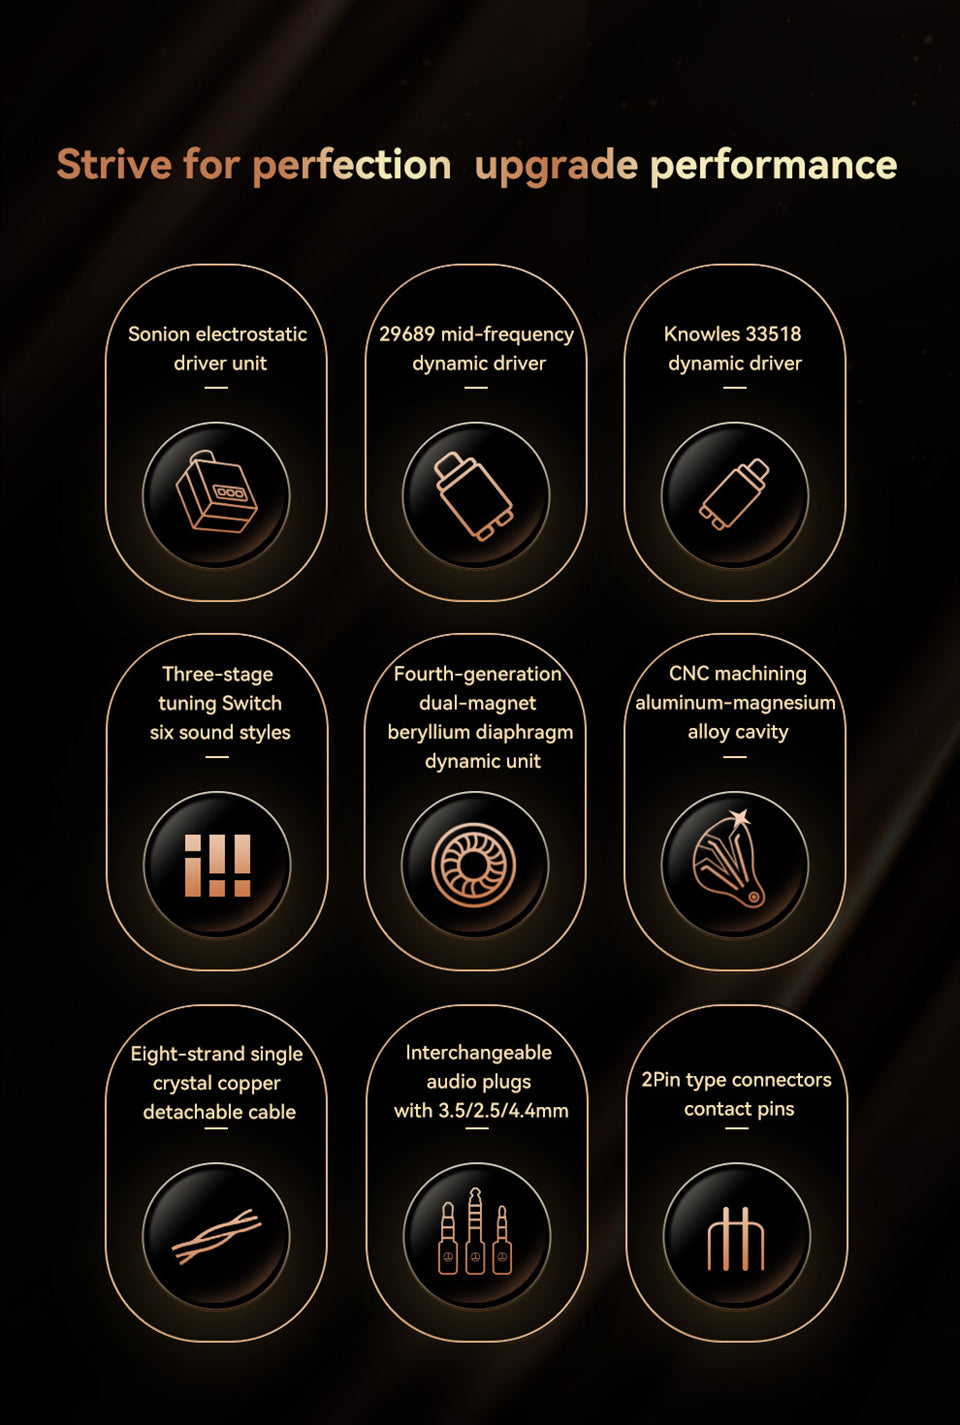 Strive for perfection upgrade performance
Sonion electrostatic
driver unit
29689 mid-frequency
dynamic driver
Knowles 33518
dynamic driver
Three-stage
tuning Switch
six sound styles
Fourth-generation
dual-magnet
beryllium diaphragm
dynamic unit
CNC machining
aluminum-magnesium
alloy cavity
Eight-strand single
crystal copper
detachable cable
Interchangeable
audio plugs
with 3.5/2.5/4.4mm
2Pin type connectors
contact pins